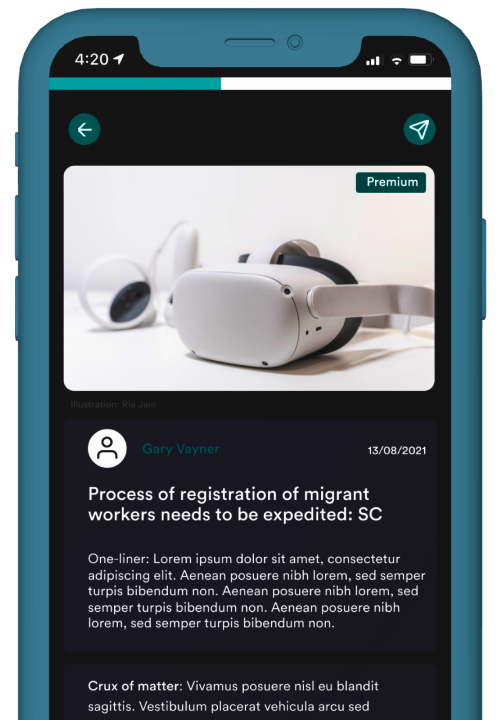 4:20
Premium
Illustration: Ria Jain
Gary Vayner
13/08/2021
Process of registration of migrant
workers needs to be expedited: SC
One-liner: Lorem ipsum dolor sit amet, consectetur
adipiscing elit. Aenean posuere nibh lorem, sed semper
turpis bibendum non. Aenean posuere nibh lorem, sed
semper turpis bibendum non. Aenean posuere nibh
lorem, sed semper turpis bibendum non.
Crux of matter: Vivamus posuere nisl eu blandit
sagittis. Vestibulum placerat vehicula arcu sed